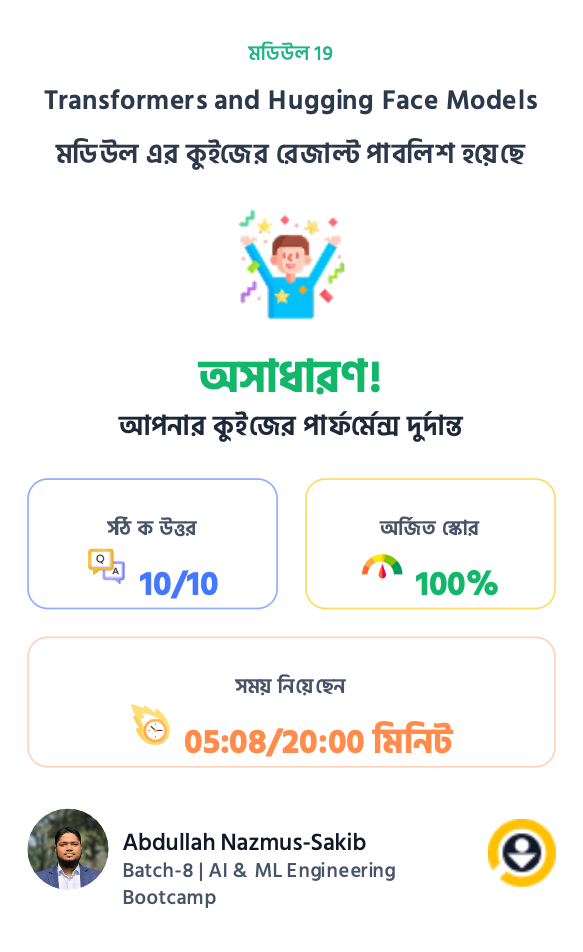 মডিউল 19
Transformers and Hugging Face Models
মডিউল এর কুইজের রেজাল্ট পাবলিশ হয়েছে
অসাধারণ!
আপনার কুইজের পার্ফর্মেন্স দুর্দান্ত
সঠিক উত্তর
Q
A
10/10
অর্জিত স্কোর
100%
সময় নিয়েছেন
05:08/20:00 মিনিট
Abdullah Nazmus-Sakib
Batch-8 | AI & ML Engineering
Bootcamp